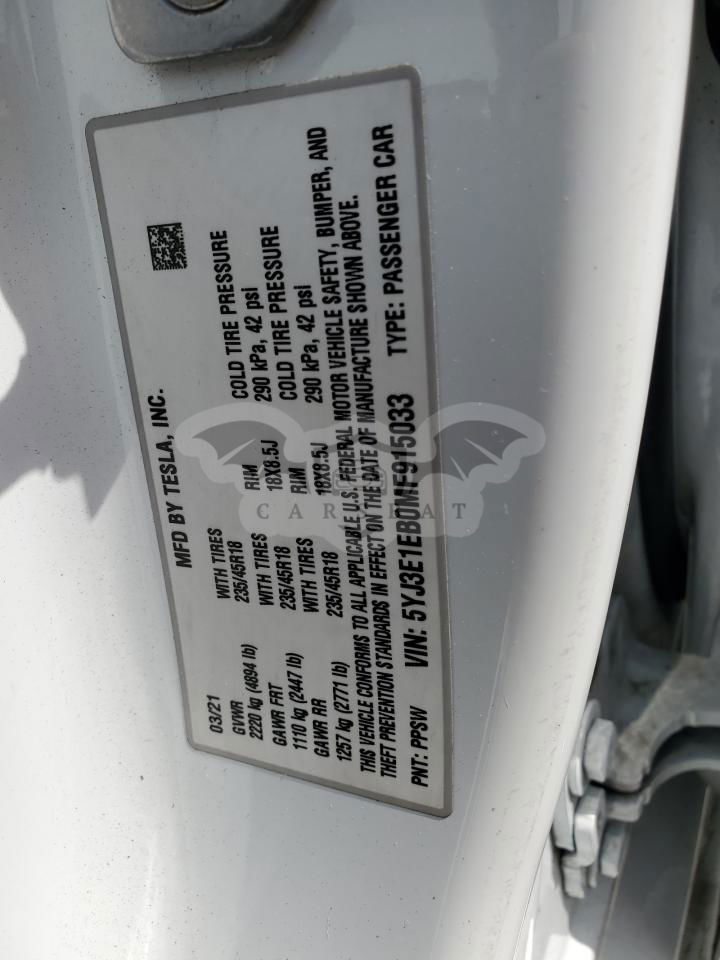 MFD BY TESLA, INC.
03/21
GVWR WITH TIRES RIM COLD TIRE PRESSURE
2220 kg (4894 lb) 235/45R18 18X8.5J 290 kPa, 42 psi
GAWR FRT WITH TIRES RIM COLD TIRE PRESSURE
1110 kg (2447 lb) 235/45R18 18X8.5J 290 kPa, 42 psi
GAWR RR WITH TIRES
1257 kg (2771 lb) 235/45R18
THIS VEHICLE CONFORMS TO ALL APPLICABLE U.S. FEDERAL MOTOR VEHICLE SAFETY, BUMPER, AND
THEFT PREVENTION STANDARDS IN EFFECT ON THE DATE OF MANUFACTURE SHOWN ABOVE.
PNT: PPSW VIN: 5YJ3E1EB0MF915033 TYPE: PASSENGER CAR